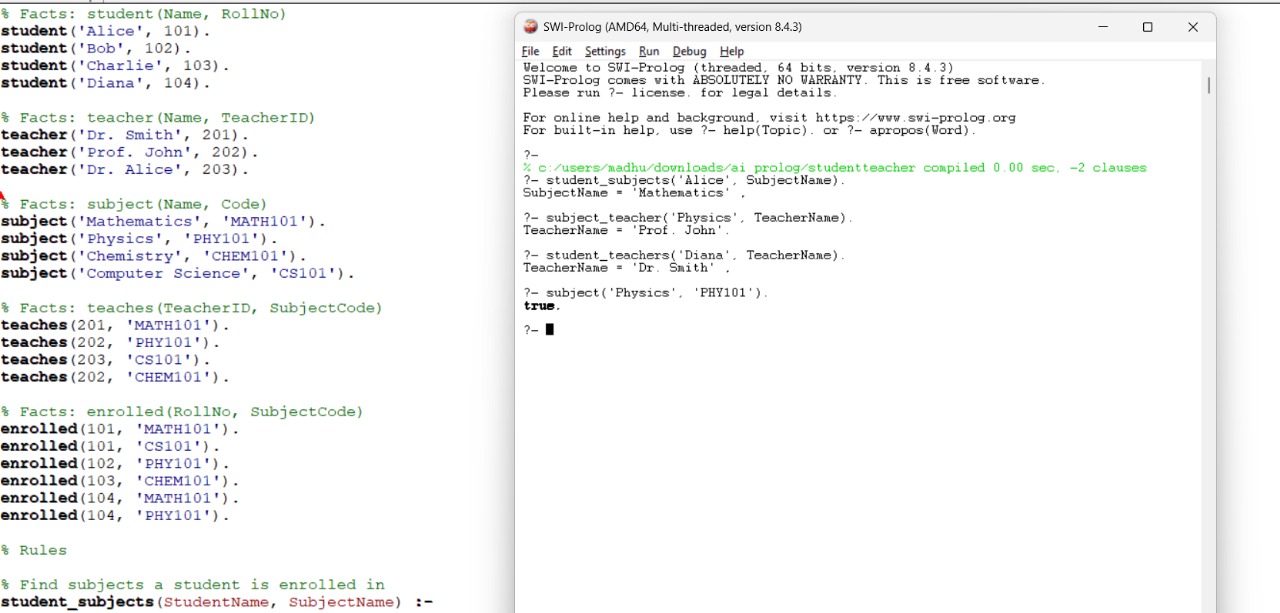 % Facts: student(Name, RollNo)
student('Alice', 101).
student('Bob', 102).
student('Charlie', 103).
student('Diana', 104).
% Facts: teacher(Name, TeacherID)
teacher('Dr. Smith', 201).
teacher('Prof. John', 202).
teacher('Dr. Alice', 203).
% Facts: subject(Name, Code)
subject('Mathematics', 'MATH101').
subject('Physics', 'PHY101').
subject('Chemistry', 'CHEM101').
subject('Computer Science', 'CS101').
% Facts: teaches(TeacherID, SubjectCode)
teaches(201, 'MATH101').
teaches(202, 'PHY101').
teaches(203, 'CS101').
teaches(202, 'CHEM101').
% Facts: enrolled(RollNo, SubjectCode)
enrolled(101, 'MATH101').
enrolled(101, 'CS101').
enrolled(102, 'PHY101').
enrolled(103, 'CHEM101').
enrolled(104, 'MATH101').
enrolled(104, 'PHY101').
% Rules
% Find subjects a student is enrolled in
student_subjects(StudentName, SubjectName) :-
SWI-Prolog (AMD64, Multi-threaded, version 8.4.3)
File Edit Settings Run Debug Help
Welcome to SWI-Prolog (threaded, 64 bits, version 8.4.3)
SWI-Prolog comes with ABSOLUTELY NO WARRANTY. This is free software.
Please run ?- license. for legal details.
For online help and background, visit https://www.swi-prolog.org
For built-in help, use ?- help(Topic). or ?- apropos(Word).
?-
% c:/users/madhu/downloads/ai prolog/studentteacher compiled 0.00 sec, -2 clauses
?- student_subjects('Alice', SubjectName).
SubjectName = 'Mathematics' .
?- subject_teacher('Physics', TeacherName).
TeacherName = 'Prof. John'.
?- student_teachers('Diana', TeacherName).
TeacherName = 'Dr. Smith' .
?- subject('Physics', 'PHY101').
true.
?-